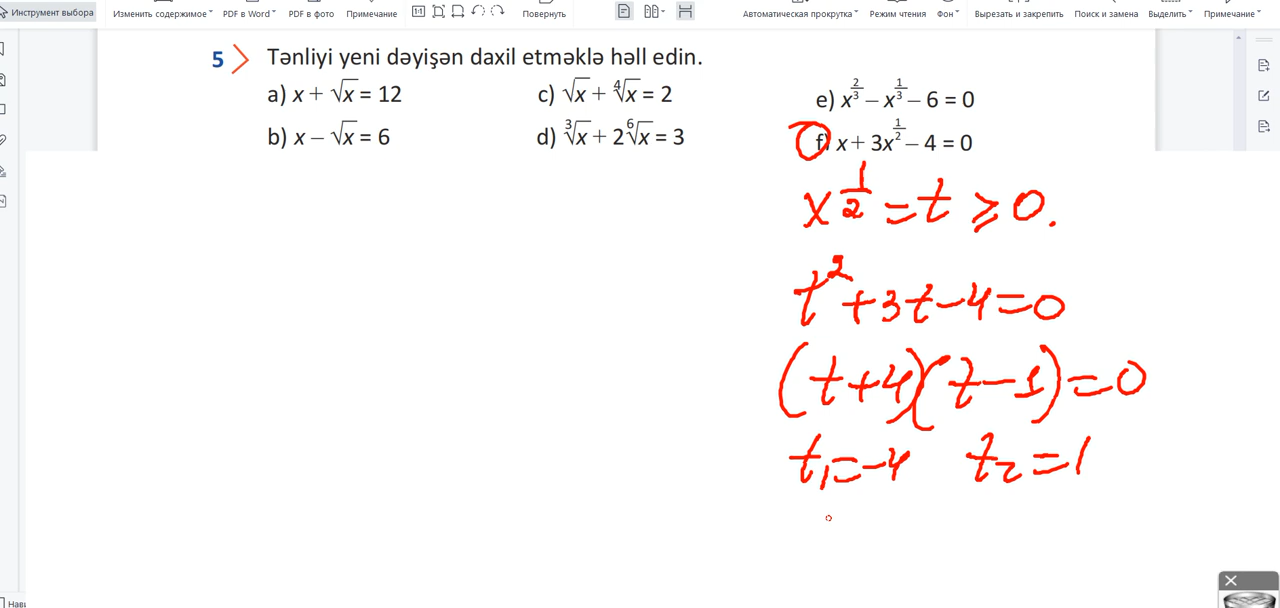 Инструмент выбора Изменить содержимое PDF в Word PDF в фото Примечание 1:1 Повернуть Автоматическая прокрутка Режим чтения Фон Вырезать и закрепить Поиск и замена Выделить Примечание
5 Tənliyi yeni dəyişən daxil etməklə həll edin.
a) x + √x = 12
b) x – √x = 6
c) √x + ∜x = 2
d) ∛x + 2⁶√x = 3
e) x^(2/3) – x^(1/3) – 6 = 0
f) x + 3x^(1/2) – 4 = 0
x^(1/2) = t ⩾ 0.
t² + 3t – 4 = 0
(t+4)(t–1) = 0
t₁ = –4 t₂ = 1
Нави